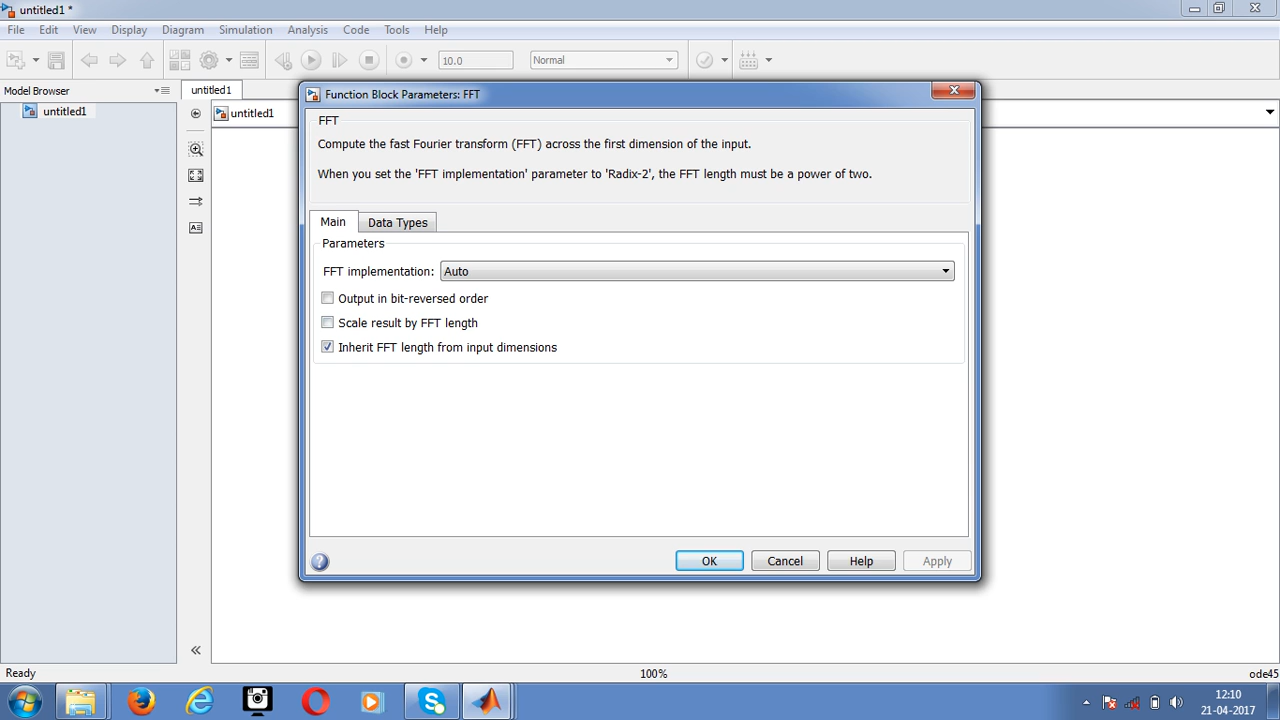 untitled1 *
File Edit View Display Diagram Simulation Analysis Code Tools Help
10.0 Normal
Model Browser untitled1
untitled1 untitled1
Function Block Parameters: FFT
FFT
Compute the fast Fourier transform (FFT) across the first dimension of the input.
When you set the 'FFT implementation' parameter to 'Radix-2', the FFT length must be a power of two.
Main Data Types
Parameters
FFT implementation: Auto
Output in bit-reversed order
Scale result by FFT length
Inherit FFT length from input dimensions
OK Cancel Help Apply
Ready 100% ode45
12:10
21-04-2017